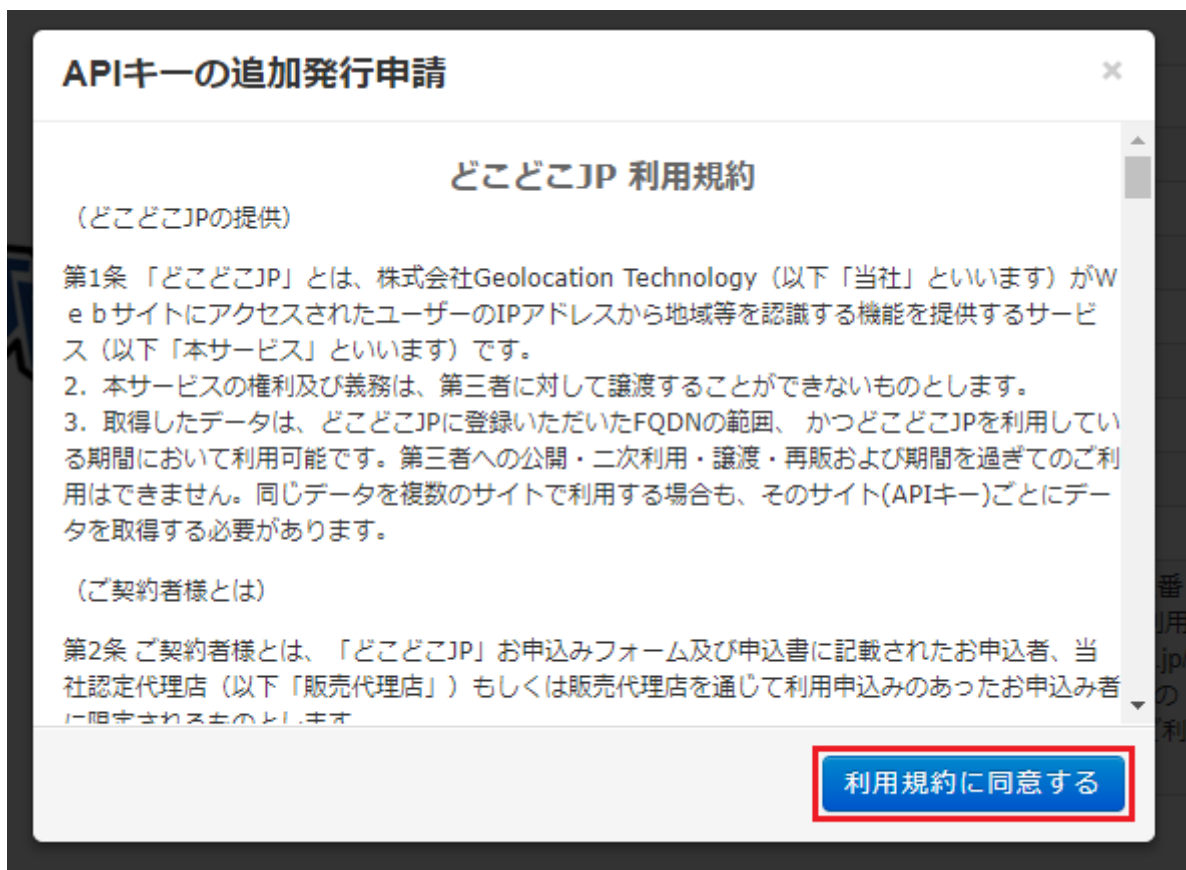 APIキーの追加発行申請
×
どこどこJP 利用規約
（どこどこJPの提供）
第1条 「どこどこJP」とは、株式会社Geolocation Technology（以下「当社」といいます）がＷ
ｅｂサイトにアクセスされたユーザーのIPアドレスから地域等を認識する機能を提供するサービ
ス（以下「本サービス」といいます）です。
2．本サービスの権利及び義務は、第三者に対して譲渡することができないものとします。
3．取得したデータは、どこどこJPに登録いただいたFQDNの範囲、 かつどこどこJPを利用してい
る期間において利用可能です。第三者への公開・二次利用・譲渡・再販および期間を過ぎてのご利
用はできません。同じデータを複数のサイトで利用する場合も、そのサイト(APIキー)ごとにデー
タを取得する必要があります。
（ご契約者様とは）
第2条 ご契約者様とは、「どこどこJP」お申込みフォーム及び申込書に記載されたお申込者、当
社認定代理店（以下「販売代理店」）もしくは販売代理店を通じて利用申込みのあったお申込み者
に限定されるものとします
番
利用
.jp/
の
利
利用規約に同意する